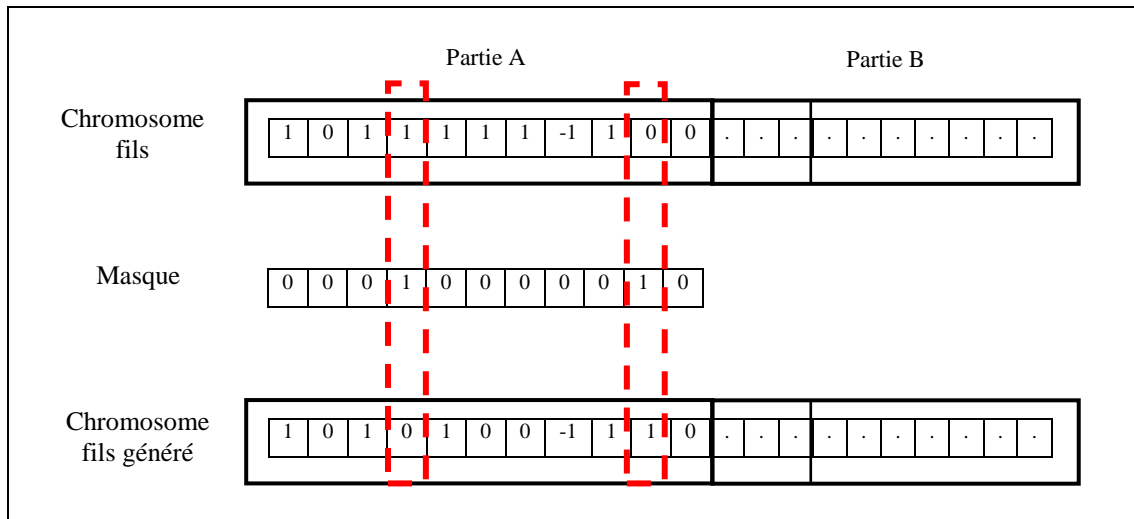 Partie A
Partie B
Chromosome
fils
1 0 1 1 1 1 1 -1 1 0 0 . . . . . . . . .
Masque
0 0 0 1 0 0 0 0 0 1 0
Chromosome
fils généré
1 0 1 0 1 0 0 -1 1 1 0 . . . . . . . . .